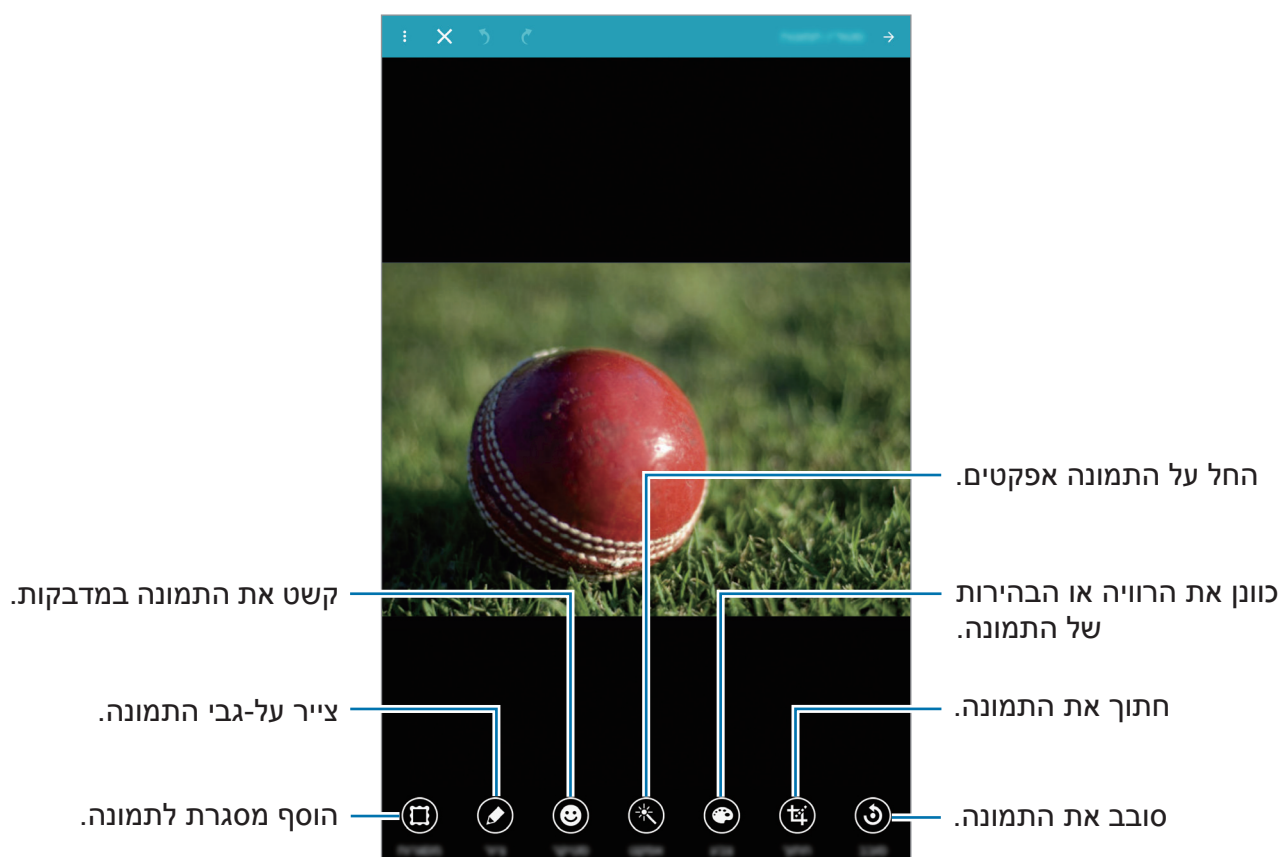 החל על התמונה אפקטים.
כוונן את הרוויה או הבהירות
של התמונה.
חתוך את התמונה.
סובב את התמונה.
קשט את התמונה במדבקות.
צייר על-גבי התמונה.
הוסף מסגרת לתמונה.